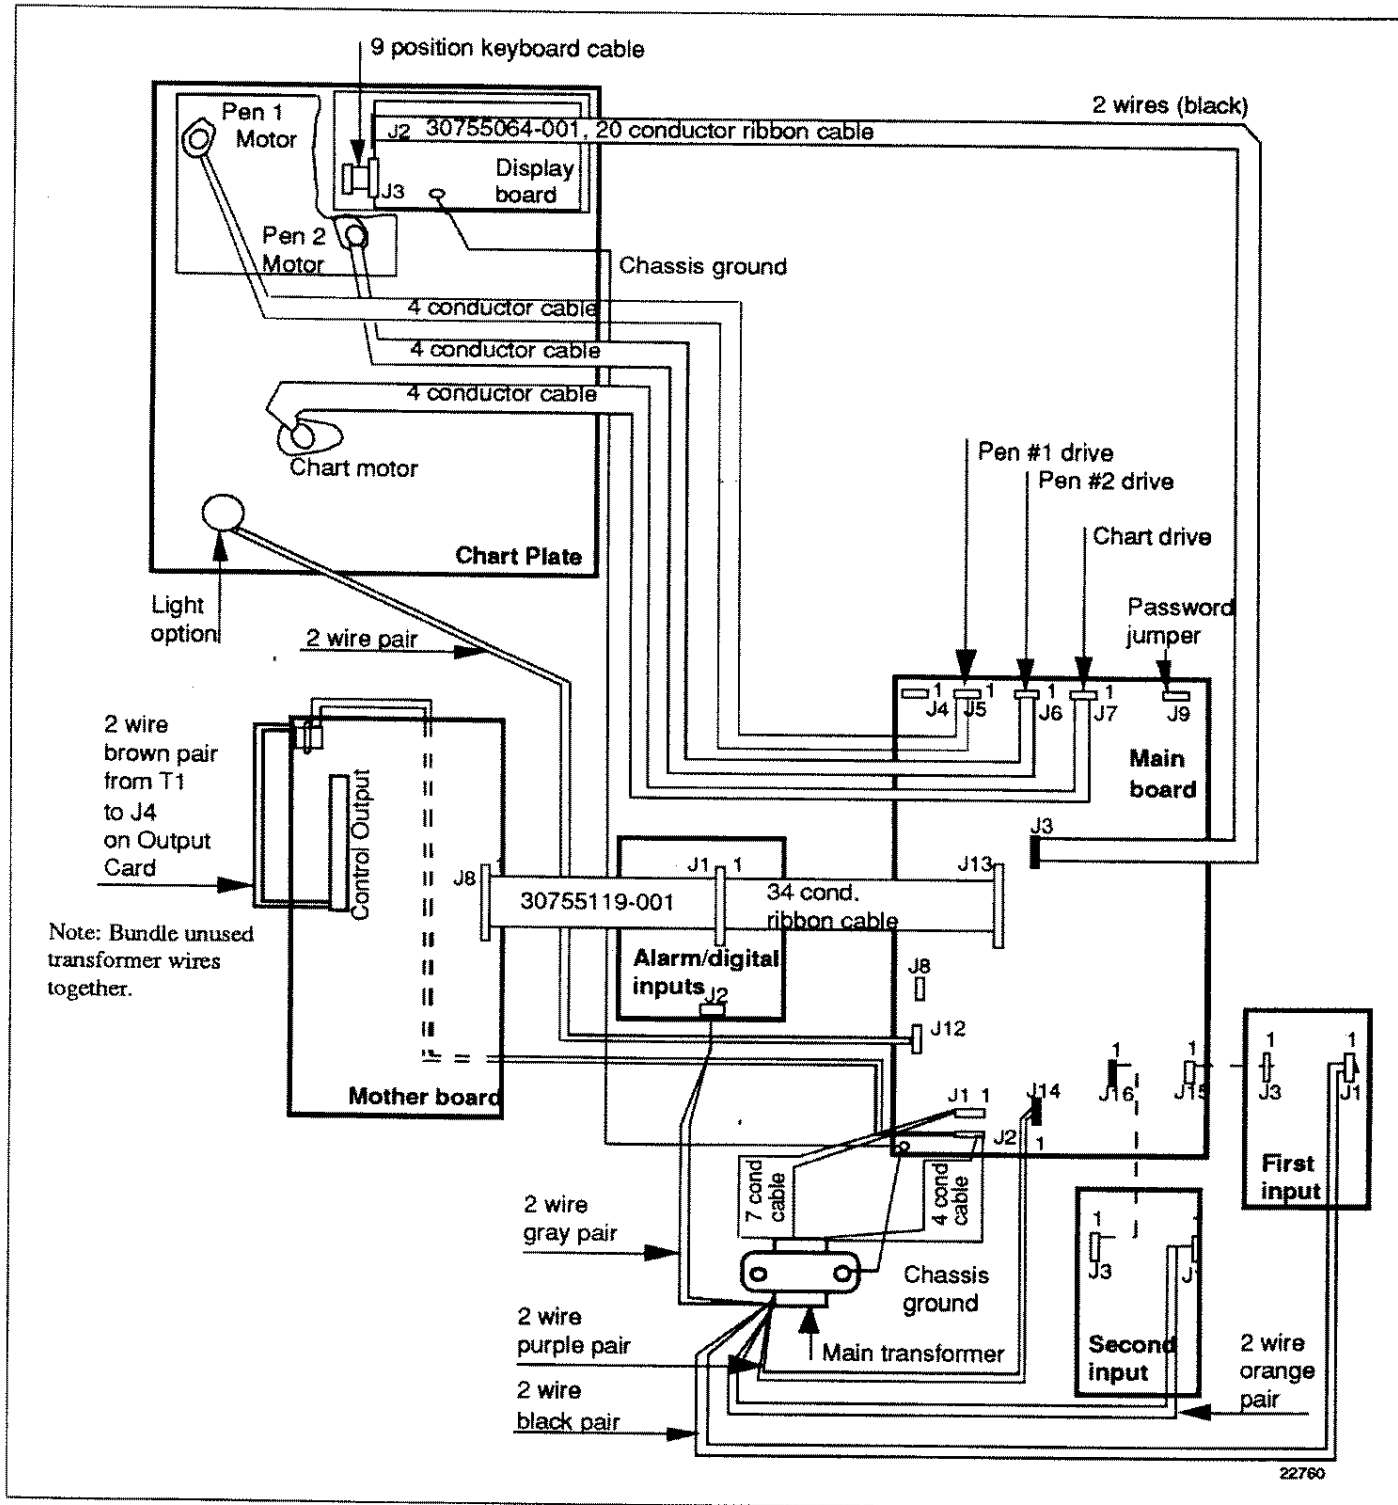 9 position keyboard cable
2 wires (black)
Pen 1
Motor
J2 30755064-001, 20 conductor ribbon cable
Display
board
J3
Pen 2
Motor
Chassis ground
4 conductor cable
4 conductor cable
4 conductor cable
Chart motor
Pen #1 drive
Pen #2 drive
Chart drive
Chart Plate
Light
option
Password
jumper
2 wire pair
1
J4
1
J5
1
J6
1
J7
J9
2 wire
brown pair
from T1
to J4
on Output
Card
Control Output
Main
board
J3
J8
1
J1
1
J13
30755119-001
34 cond.
ribbon cable
Note: Bundle unused
transformer wires
together.
Alarm/digital
inputs
J2
J8
J12
Mother board
J1 1
J14
1
J2
1
J16
1
J15
1
J3
1
J1
First
input
7 cond
cable
4 cond
cable
2 wire
gray pair
1
J3
Chassis
ground
2 wire
purple pair
Main transformer
Second
input
2 wire
orange
pair
2 wire
black pair
22760